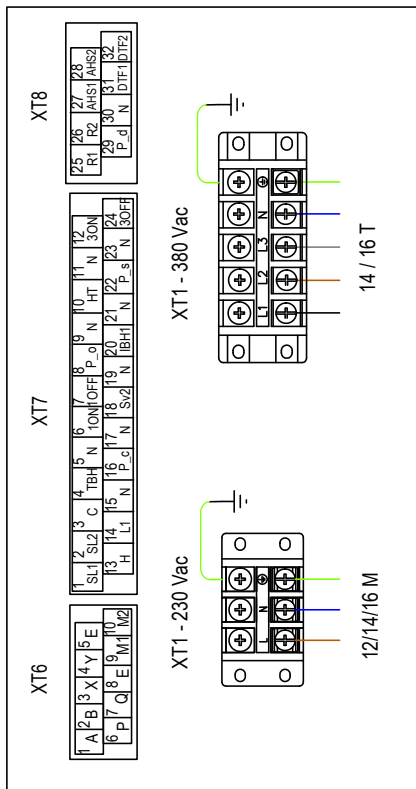 XT6
1 2 3 4 5
A B X Y E
6 7 8 9 10
P Q E M1 M2
XT7
1 2 3 4 5 6 7 8 9 10 11 12
SL1 SL2 C TBH N 1ON 1OFF P_o N HT N 3ON
13 14 15 16 17 18 19 20 21 22 23 24
H L1 N P_c N Sv2 N IBH1 N P_s N 3OFF
XT8
25 26 27 28
R1 R2 AHS1 AHS2
29 30 31 32
P_d N DTF1 DTF2
XT1 - 230 Vac
L N
12/14/16 M
XT1 - 380 Vac
L1 L2 L3 N
14 / 16 T